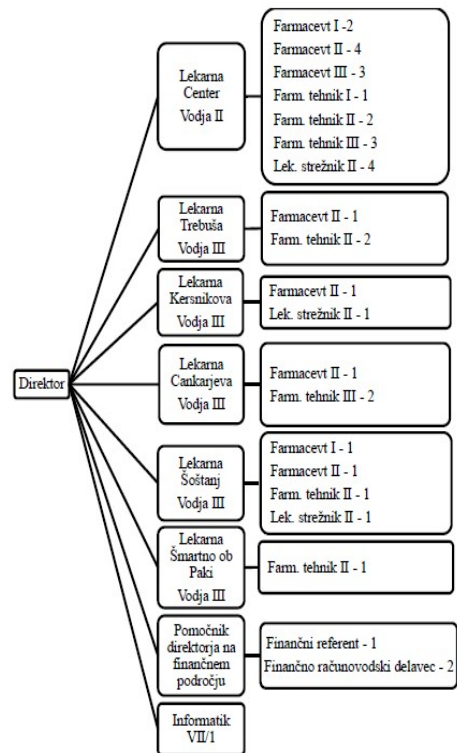 Direktor
Lekarna
Center
Vodja II
Farmacevt I -2
Farmacevt II - 4
Farmacevt III - 3
Farm. tehnik I - 1
Farm. tehnik II - 2
Farm. tehnik III - 3
Lek. strežnik II - 4
Lekarna
Trebuša
Vodja III
Farmacevt II - 1
Farm. tehnik II - 2
Lekarna
Kersnikova
Vodja III
Farmacevt II - 1
Lek. strežnik II - 1
Lekarna
Cankarjeva
Vodja III
Farmacevt II - 1
Farm. tehnik III - 2
Lekarna
Šoštanj
Vodja III
Farmacevt I - 1
Farmacevt II - 1
Farm. tehnik II - 1
Lek. strežnik II - 1
Lekarna
Šmartno ob
Paki
Vodja III
Farm. tehnik II - 1
Pomočnik
direktorja na
finančnem
področju
Finančni referent - 1
Finančno računovodski delavec - 2
Informatik
VII/1